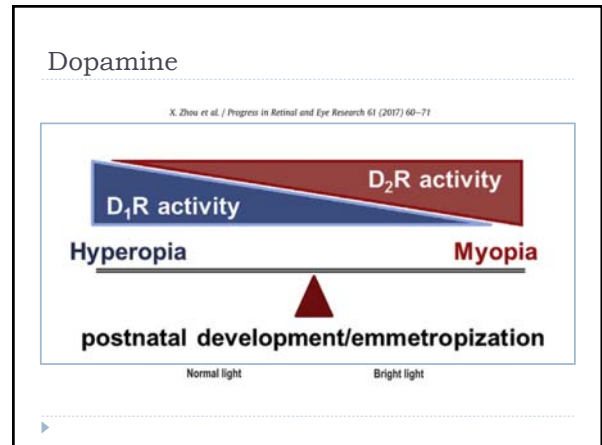 Dopamine
X. Zhou et al. / Progress in Retinal and Eye Research 61 (2017) 60–71
D₂R activity
D₁R activity
Hyperopia Myopia
postnatal development/emmetropization
Normal light Bright light